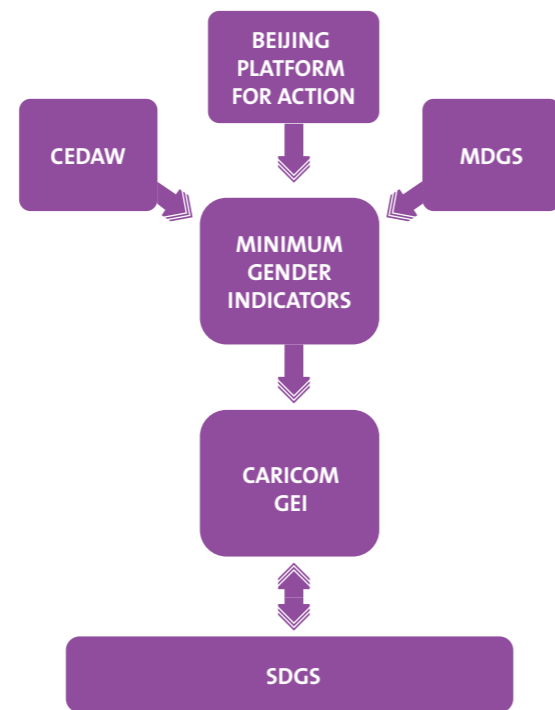 BEIJING
PLATFORM
FOR ACTION
CEDAW
MDGS
MINIMUM
GENDER
INDICATORS
CARICOM
GEI
SDGS